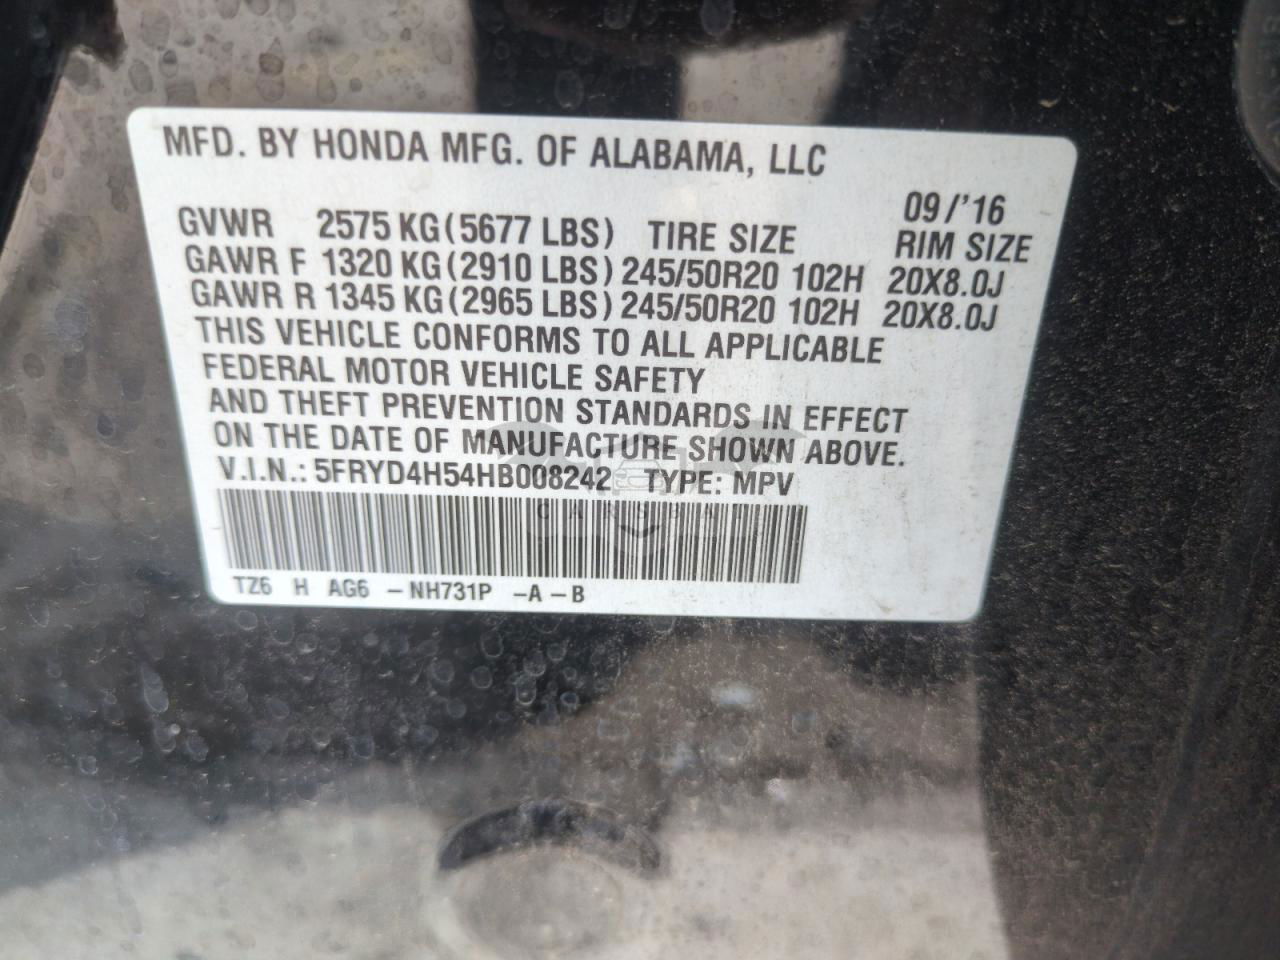 MFD. BY HONDA MFG. OF ALABAMA, LLC
09/'16
GVWR 2575 KG(5677 LBS) TIRE SIZE RIM SIZE
GAWR F 1320 KG(2910 LBS) 245/50R20 102H 20X8.0J
GAWR R 1345 KG(2965 LBS) 245/50R20 102H 20X8.0J
THIS VEHICLE CONFORMS TO ALL APPLICABLE
FEDERAL MOTOR VEHICLE SAFETY
AND THEFT PREVENTION STANDARDS IN EFFECT
ON THE DATE OF MANUFACTURE SHOWN ABOVE.
V.I.N.: 5FRYD4H54HB008242 TYPE: MPV
TZ6 H AG6 -NH731P -A-B